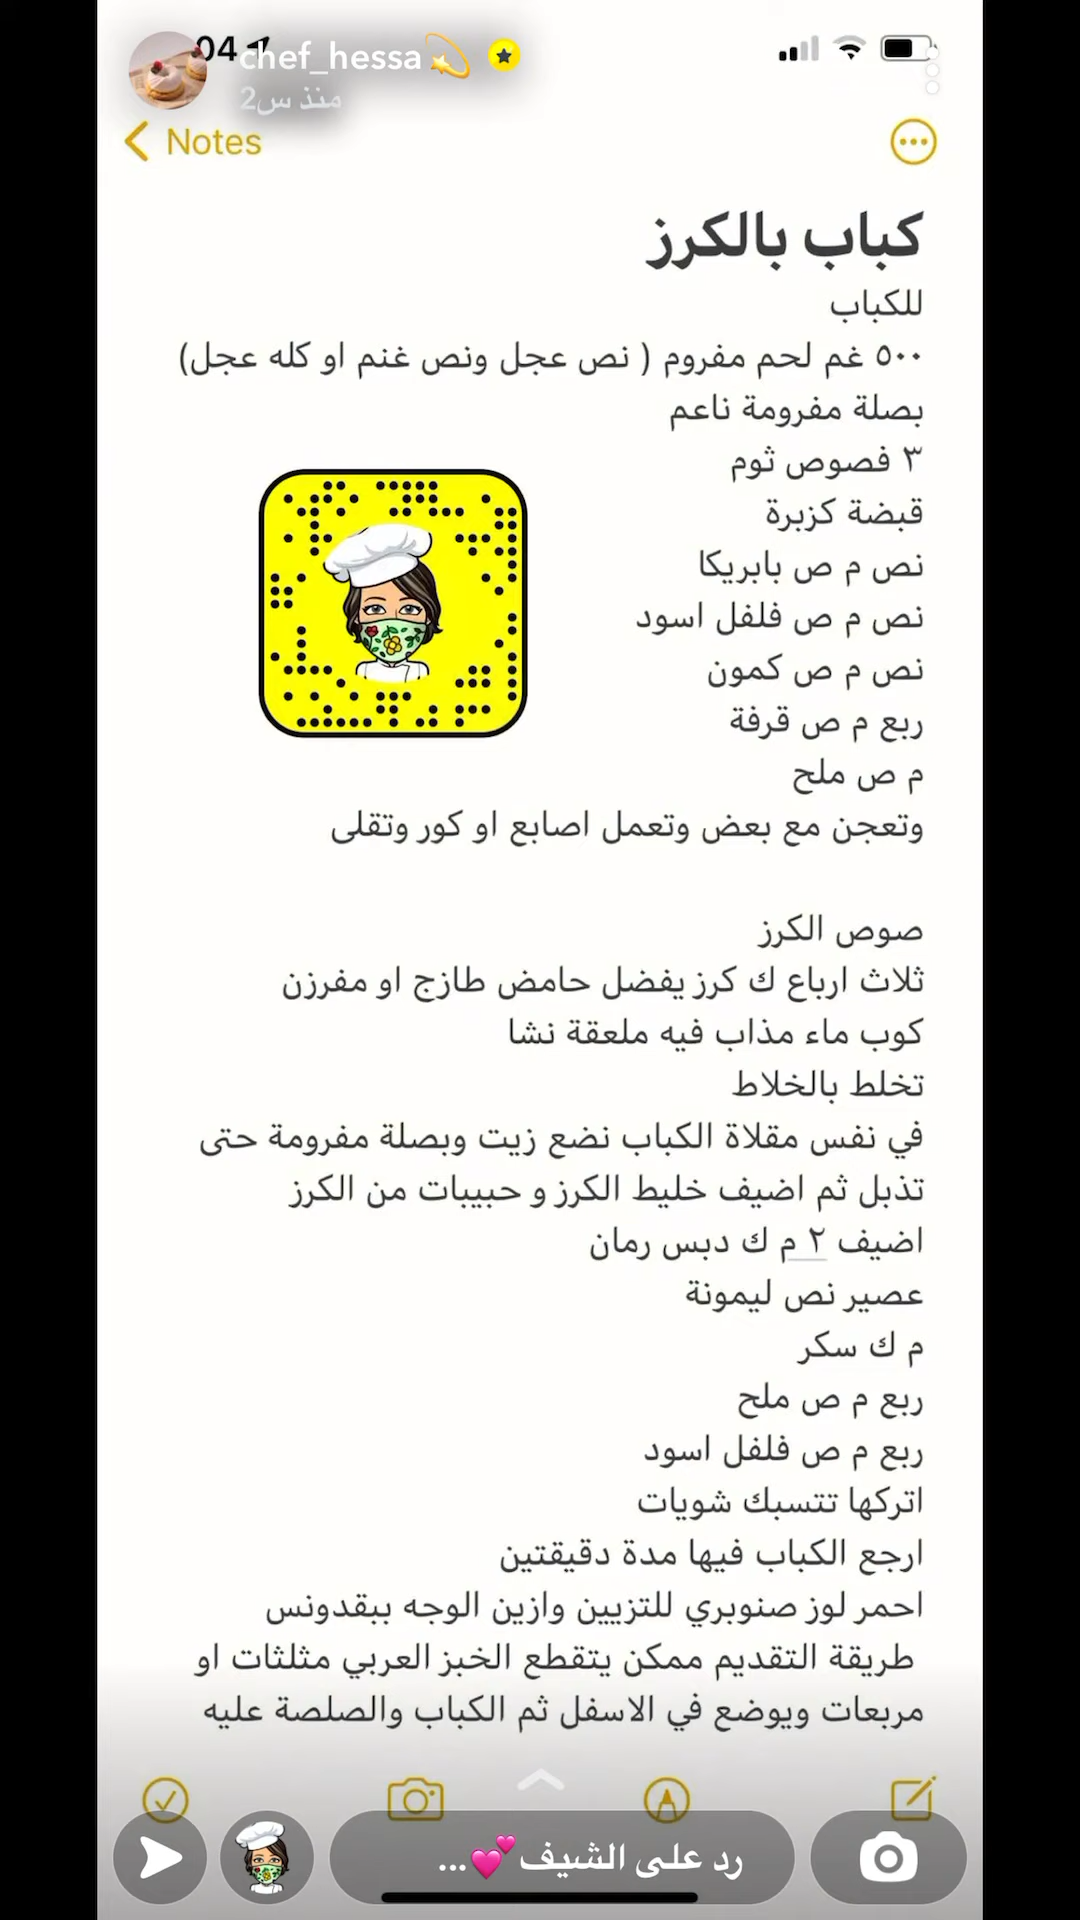 04
chef_hessa
منذ 2س
Notes
كباب بالكرز
للكباب
٥٠٠ غم لحم مفروم ( نص عجل ونص غنم او كله عجل)
بصلة مفرومة ناعم
٣ فصوص ثوم
قبضة كزبرة
نص م ص بابريكا
نص م ص فلفل اسود
نص م ص كمون
ربع م ص قرفة
م ص ملح
وتعجن مع بعض وتعمل اصابع او كور وتقلى
صوص الكرز
ثلاث ارباع ك كرز يفضل حامض طازج او مفرزن
كوب ماء مذاب فيه ملعقة نشا
تخلط بالخلاط
في نفس مقلاة الكباب نضع زيت وبصلة مفرومة حتى
تذبل ثم اضيف خليط الكرز و حبيبات من الكرز
اضيف ٢ م ك دبس رمان
عصير نص ليمونة
م ك سكر
ربع م ص ملح
ربع م ص فلفل اسود
اتركها تتسبك شويات
ارجع الكباب فيها مدة دقيقتين
احمر لوز صنوبري للتزيين وازين الوجه ببقدونس
طريقة التقديم ممكن يتقطع الخبز العربي مثلثات او
مربعات ويوضع في الاسفل ثم الكباب والصلصة عليه
رد على الشيف 💕...